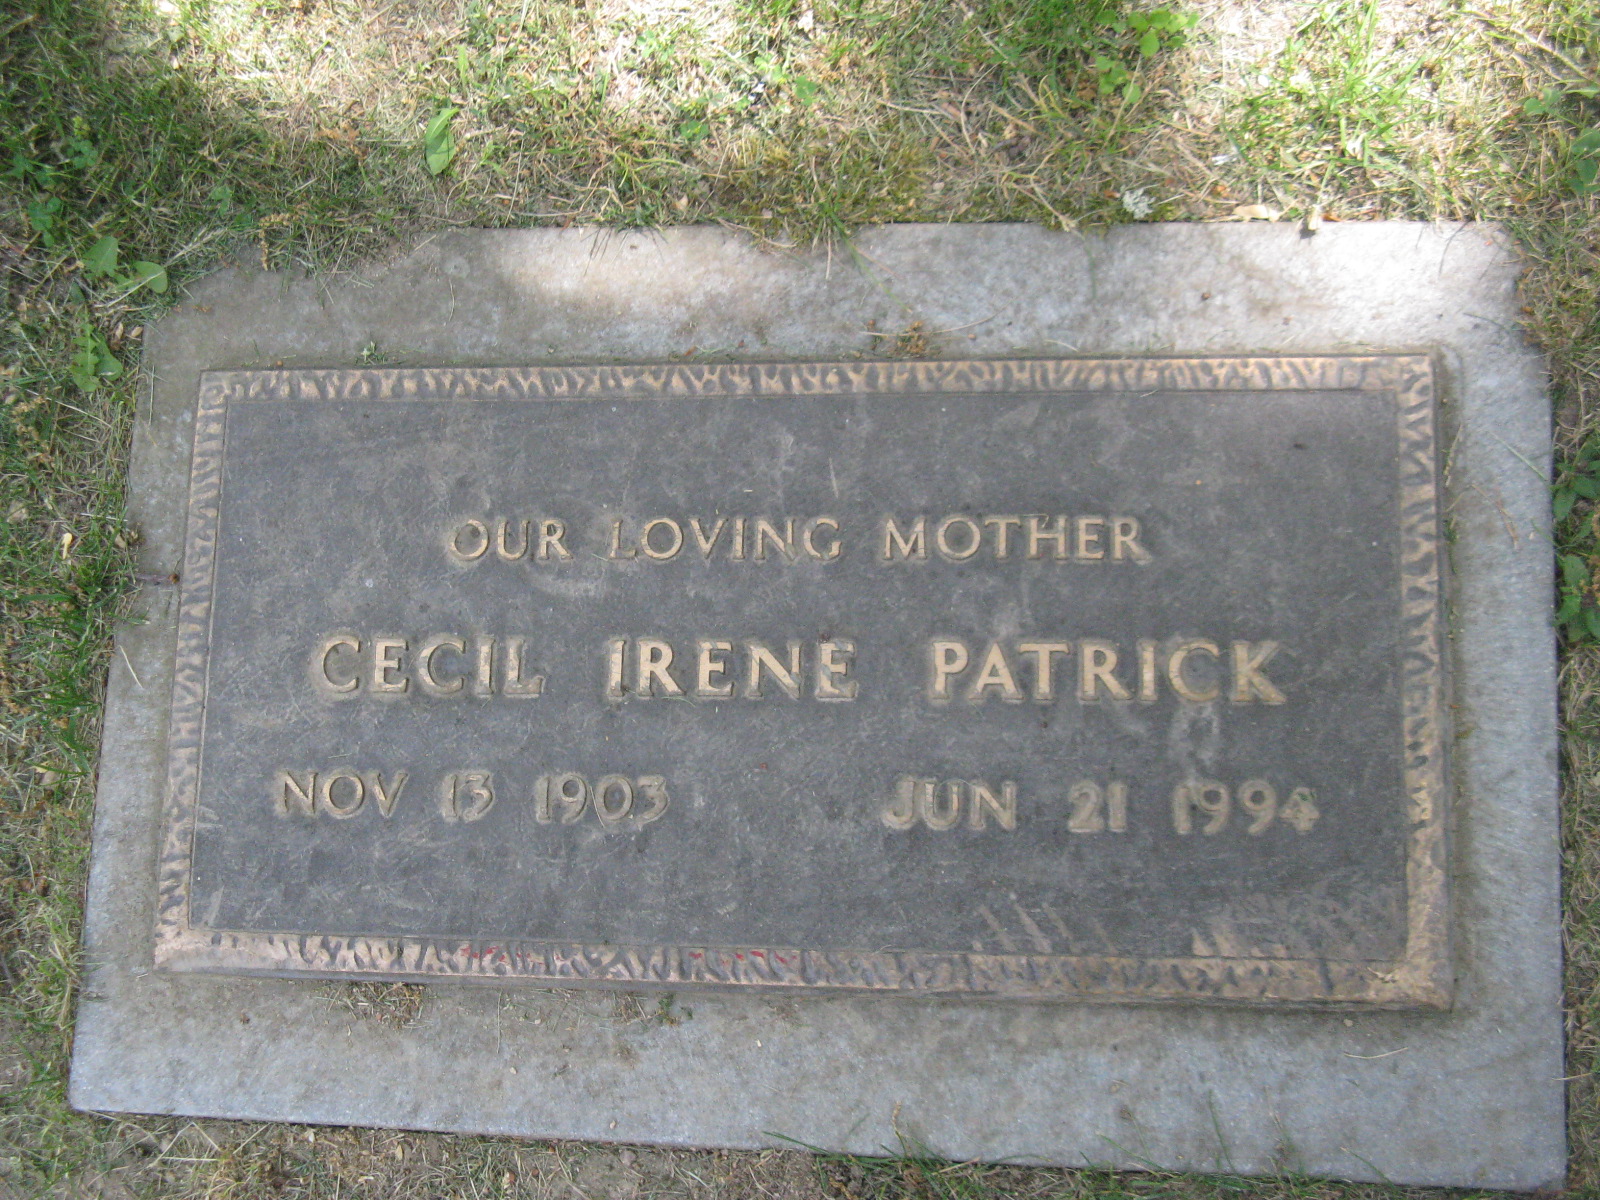 OUR LOVING MOTHER
CECIL IRENE PATRICK
NOV 13 1903 JUN 21 1994